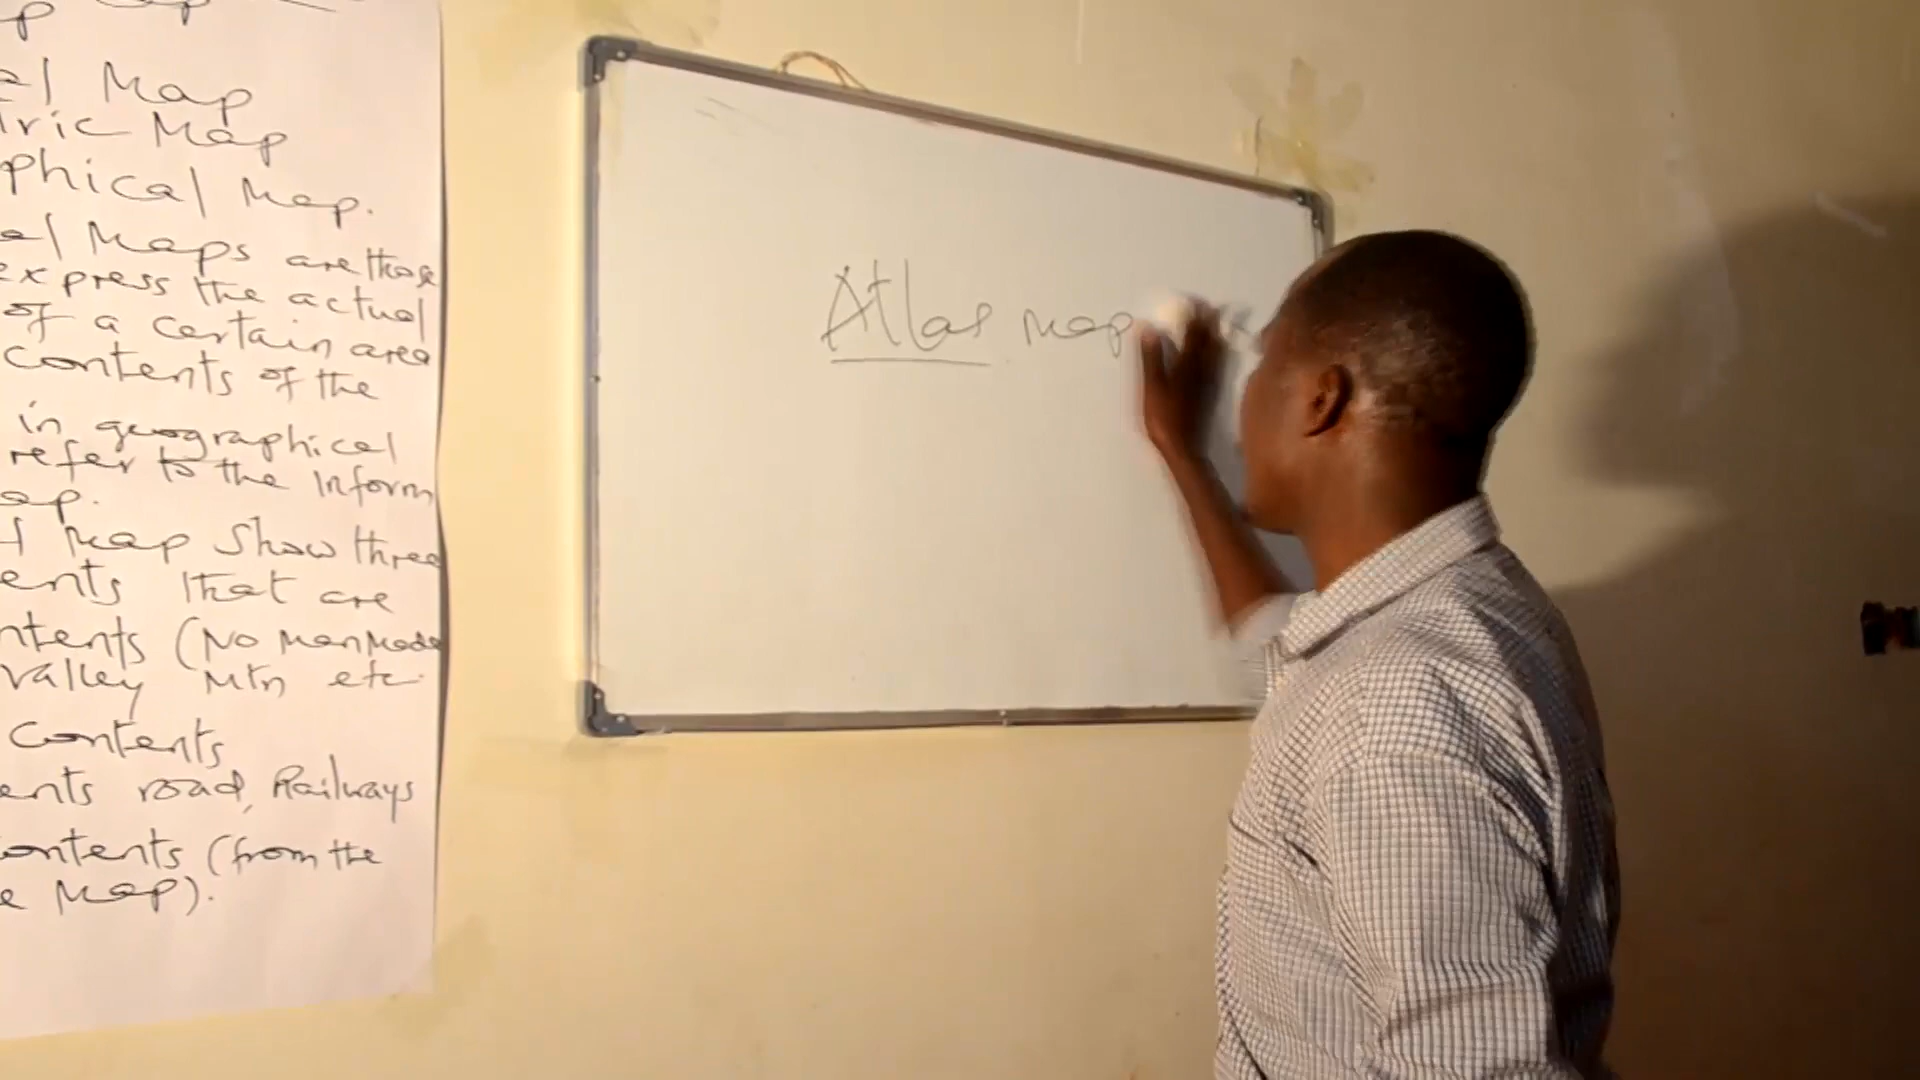 al Map
tric Map
phical Map.
al Maps are those
express the actual
of a certain area
contents of the
in geographical
refer to the Inform
ap.
Map Show three
ents that are
ntents (No ManMade
valley Mtn etc.
contents
ents road, Railways
ontents (from the
e Map).
Atlas map